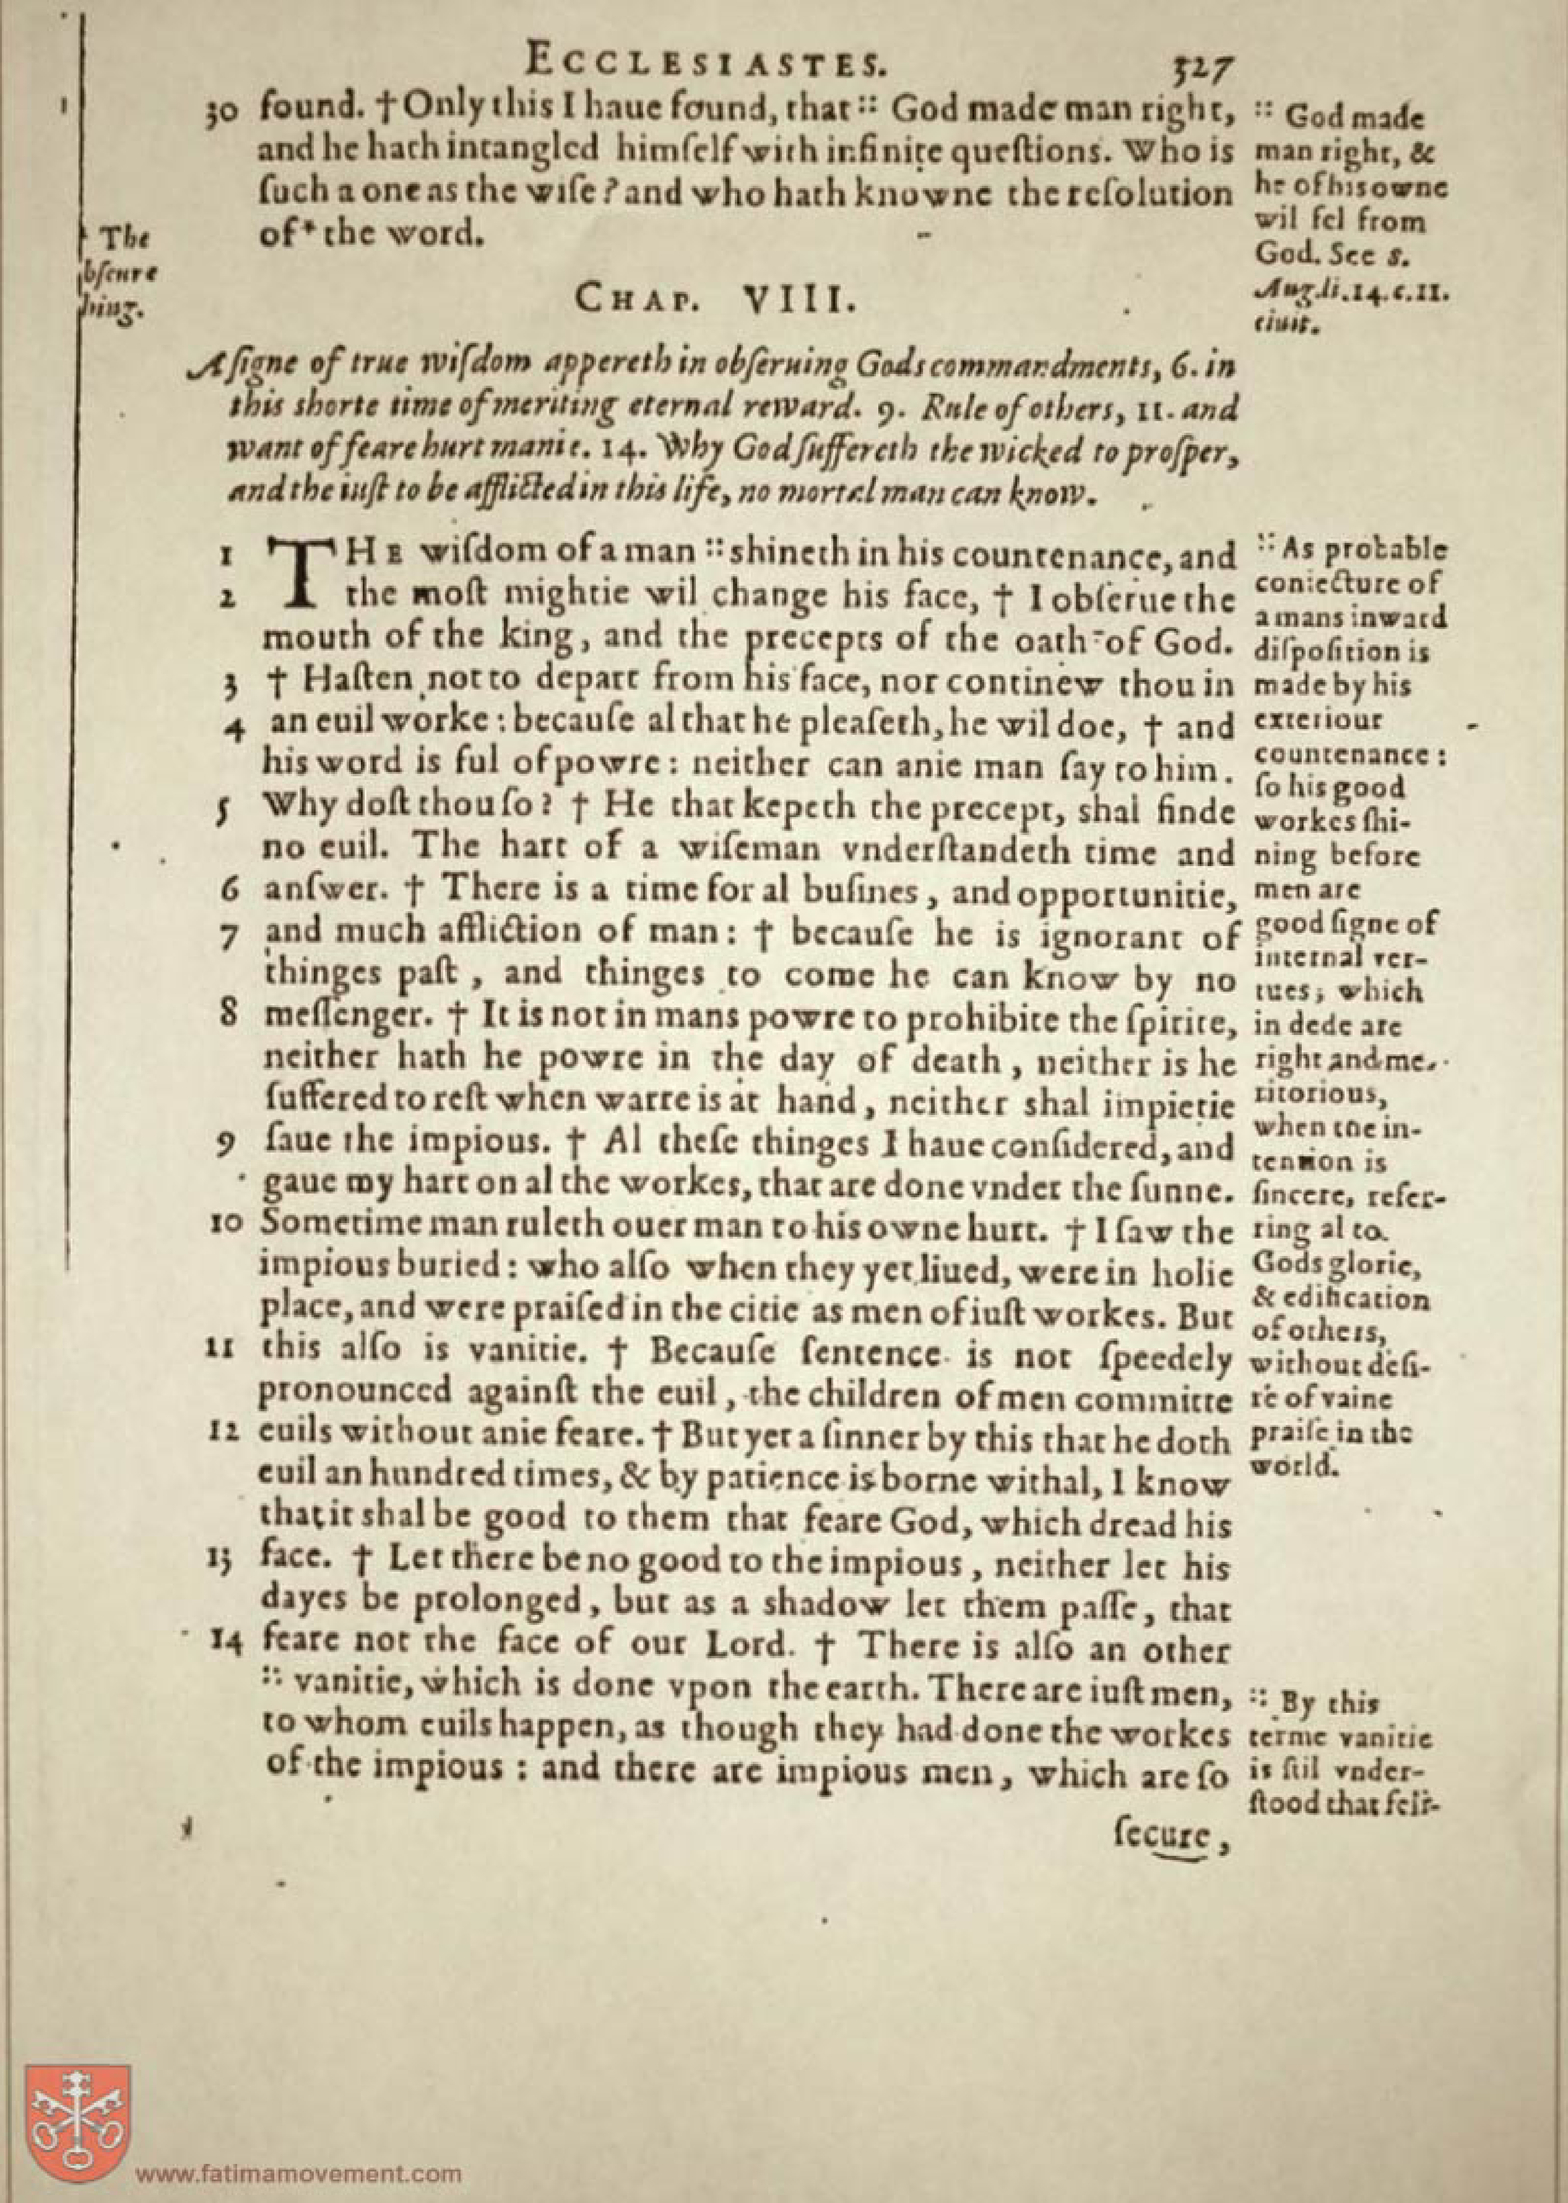 ECCLESIASTES. 327
30 found. † Only this I haue found, that :: God made man right,
and he hath intangled himſelf with infinite queſtions. Who is
ſuch a one as the wiſe? and who hath knowne the reſolution
of * the word.
:: God made
man right, &
he of his owne
wil fel from
God. See s.
Aug. li. 14. c. 11.
ciuit.
The
bſcure
hing.
CHAP. VIII.
A ſigne of true wiſdom appereth in obſeruing Gods commandments, 6. in
this shorte time of meriting eternal reward. 9. Rule of others, 11. and
want of feare hurt manie. 14. Why God ſuffereth the wicked to proſper,
and the iuſt to be afflicted in this life, no mortal man can know.
1 THE wiſdom of a man :: shineth in his countenance, and
2 the moſt mightie wil change his face, † I obſerue the
mouth of the king, and the precepts of the oath of God.
3 † Haſten not to depart from his face, nor continew thou in
4 an euil worke: becauſe al that he pleaſeth, he wil doe, † and
his word is ful of powre: neither can anie man ſay to him.
5 Why doſt thou ſo? † He that kepeth the precept, shal finde
no euil. The hart of a wiſeman vnderſtandeth time and
6 anſwer. † There is a time for al buſines, and opportunitie,
7 and much affliction of man: † becauſe he is ignorant of
thinges paſt, and thinges to come he can know by no
8 meſſenger. † It is not in mans powre to prohibite the ſpirite,
neither hath he powre in the day of death, neither is he
ſuffered to reſt when warre is at hand, neither shal impietie
9 ſaue the impious. † Al theſe thinges I haue conſidered, and
gaue my hart on al the workes, that are done vnder the ſunne.
10 Sometime man ruleth ouer man to his owne hurt. † I ſaw the
impious buried: who alſo when they yet liued, were in holie
place, and were praiſed in the citie as men of iuſt workes. But
11 this alſo is vanitie. † Becauſe ſentence is not ſpeedely
pronounced againſt the euil, the children of men committe
12 euils without anie feare. † But yet a ſinner by this that he doth
euil an hundred times, & by patience is borne withal, I know
that it shal be good to them that feare God, which dread his
13 face. † Let there be no good to the impious, neither let his
dayes be prolonged, but as a shadow let them paſſe, that
14 feare not the face of our Lord. † There is alſo an other
:: vanitie, which is done vpon the earth. There are iuſt men,
to whom euils happen, as though they had done the workes
of the impious: and there are impious men, which are ſo
ſecure,
:: As probable
coniecture of
a mans inward
diſpoſition is
made by his
exteriour
countenance:
ſo his good
workes ſhi-
ning before
men are
good ſigne of
internal ver-
tues, which
in dede are
right and me-
ritorious,
when the in-
tention is
ſincere, refer-
ring al to
Gods glorie,
& edification
of others,
without deſi-
re of vaine
praiſe in the
world.
:: By this
terme vanitie
is ſtil vnder-
ſtood that feli-
www.fatimamovement.com